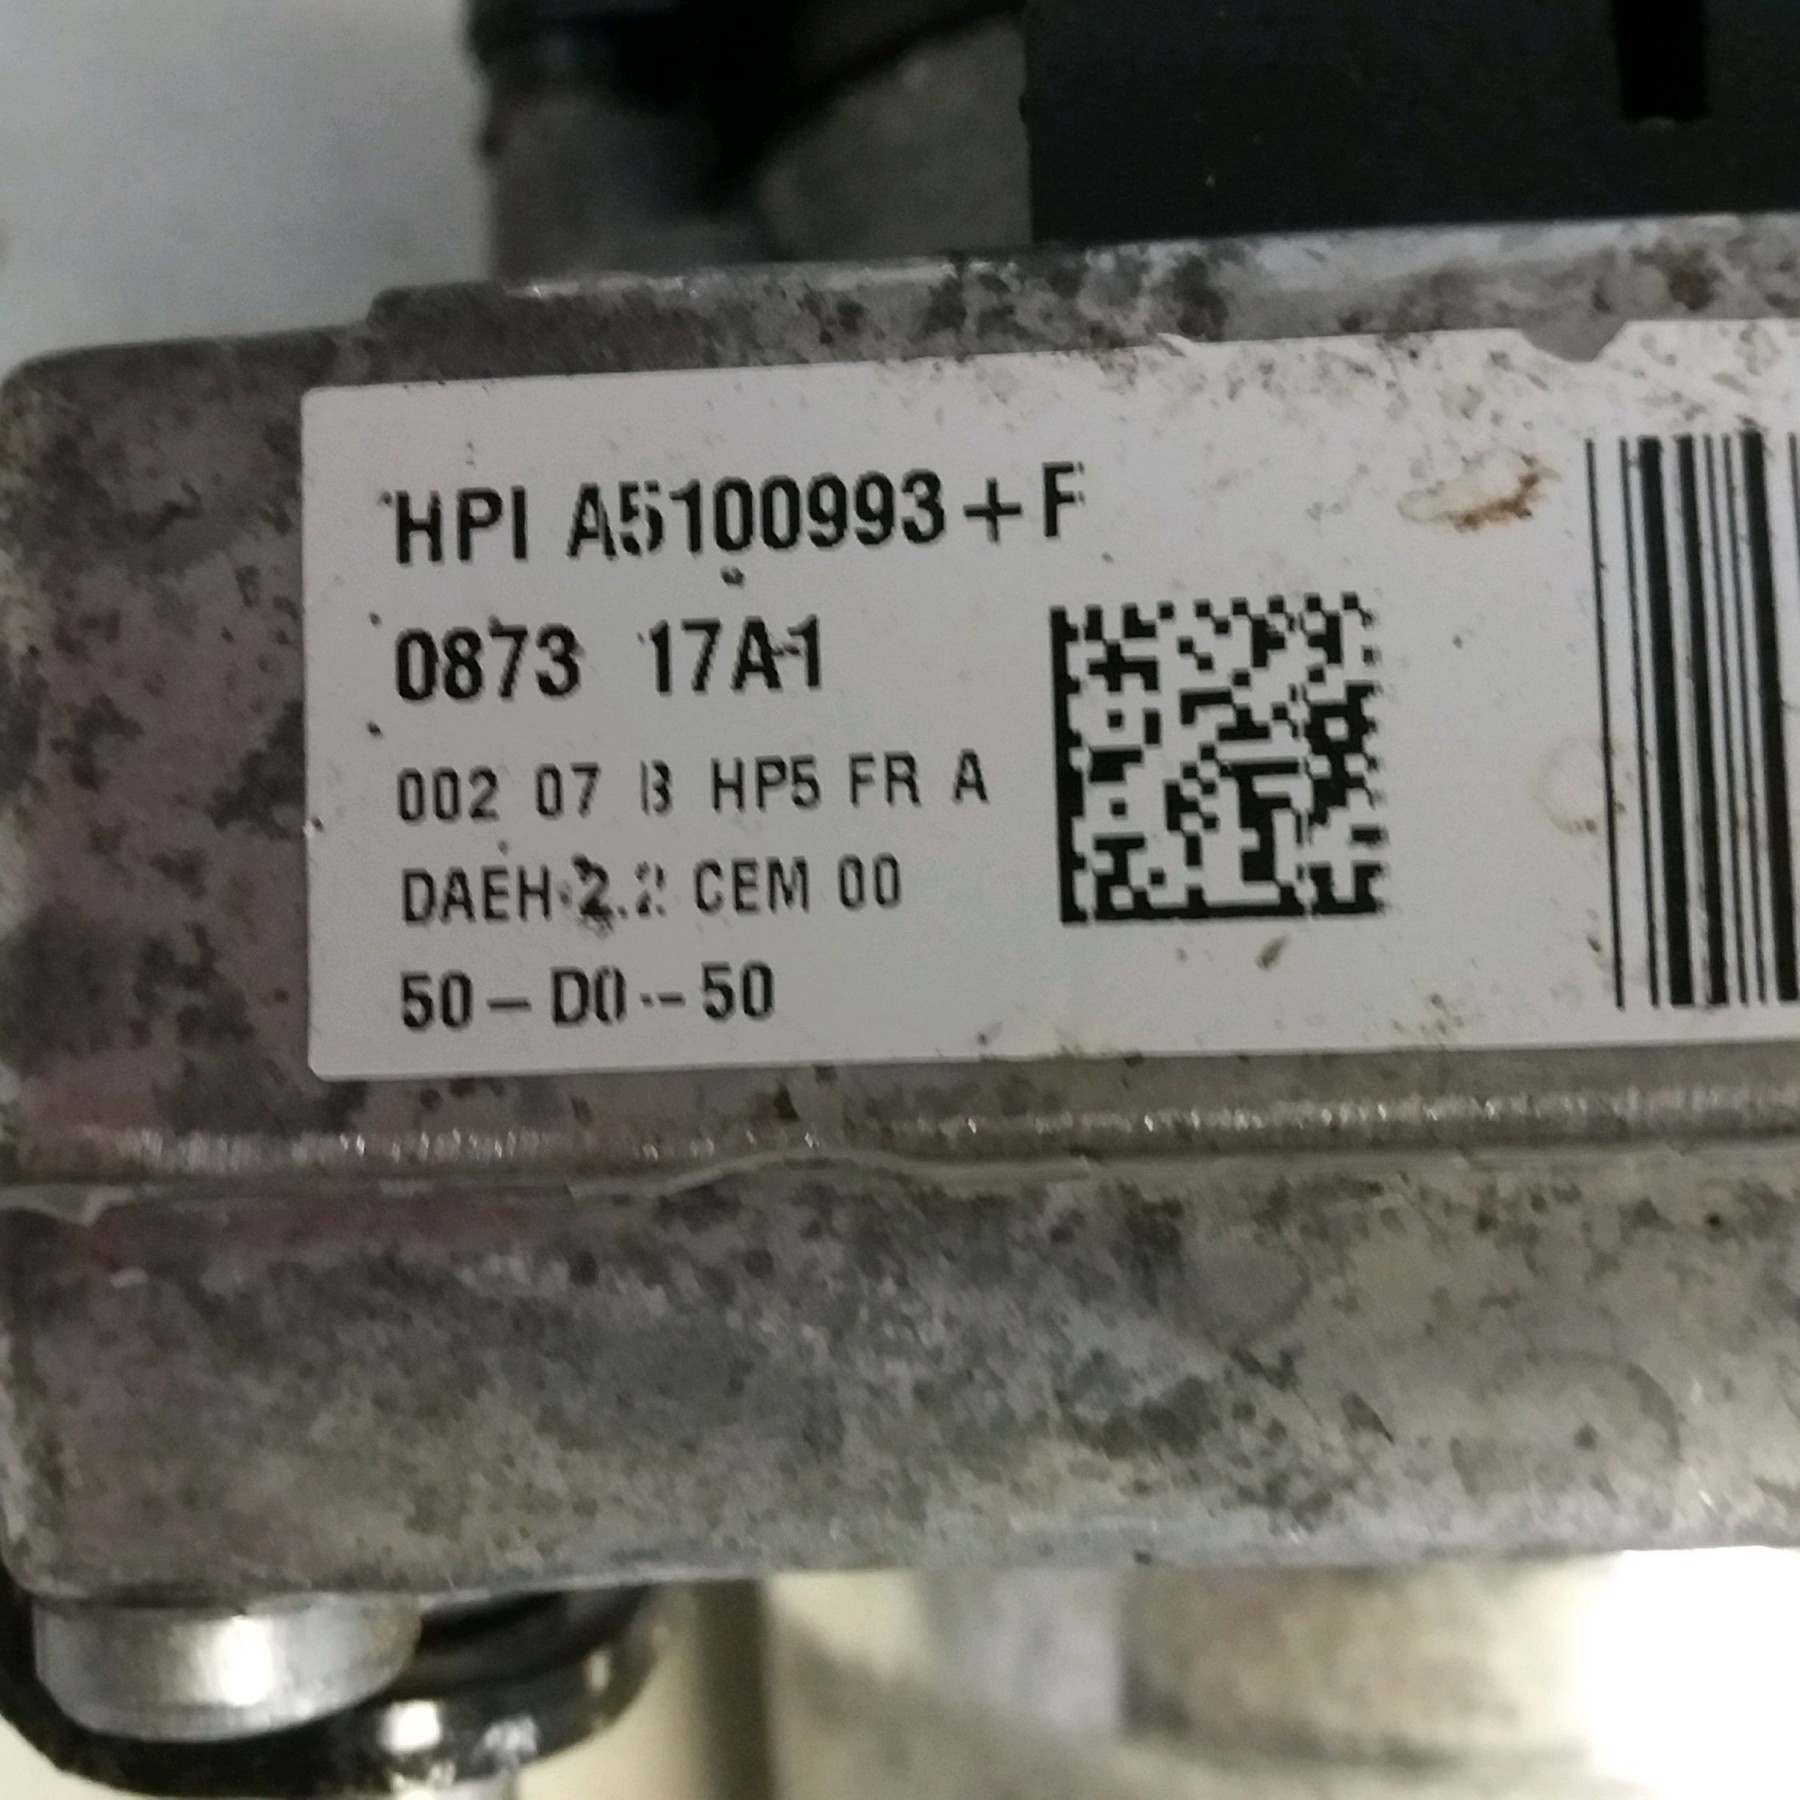 HPI A5100993+F
0873 17A1
002 07 B HP5 FR A
DAEH 2.2 CEM 00
50-D0--50